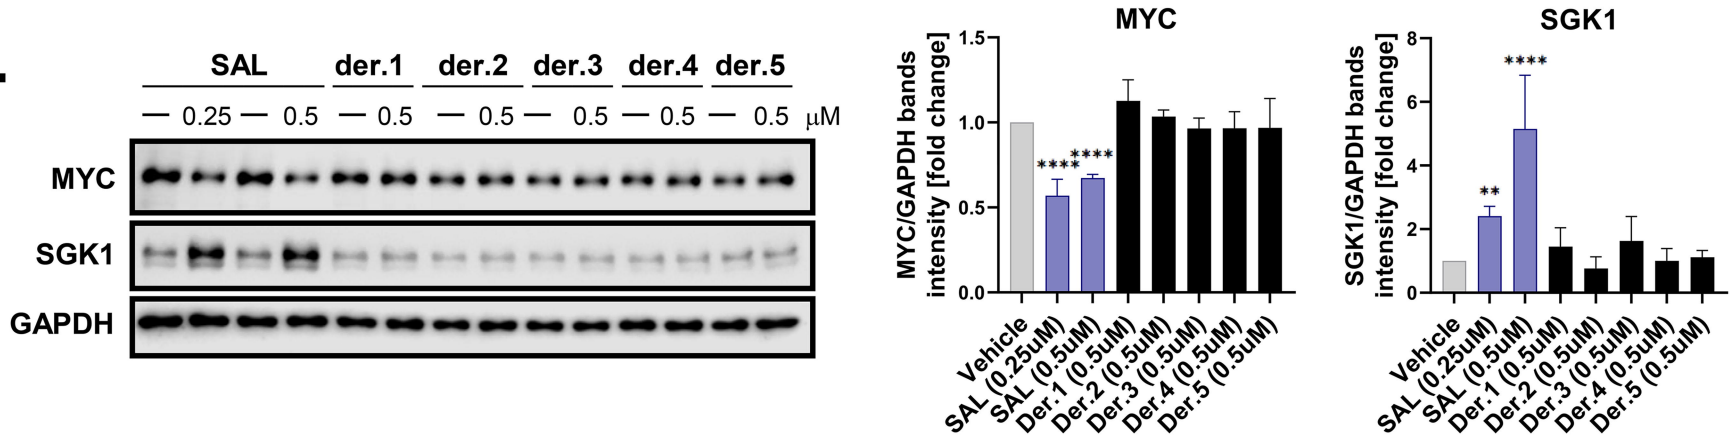 SAL der.1 der.2 der.3 der.4 der.5
— 0.25 — 0.5 — 0.5 — 0.5 — 0.5 — 0.5 — 0.5 μM
MYC
SGK1
GAPDH
MYC
MYC/GAPDH bands
intensity [fold change]
1.5
1.0
0.5
0.0
****
****
Vehicle
SAL (0.25uM)
SAL (0.5uM)
Der.1 (0.5uM)
Der.2 (0.5uM)
Der.3 (0.5uM)
Der.4 (0.5uM)
Der.5 (0.5uM)
SGK1
SGK1/GAPDH bands
intensity [fold change]
8
6
4
2
0
**
****
Vehicle
SAL (0.25uM)
SAL (0.5uM)
Der.1 (0.5uM)
Der.2 (0.5uM)
Der.3 (0.5uM)
Der.4 (0.5uM)
Der.5 (0.5uM)